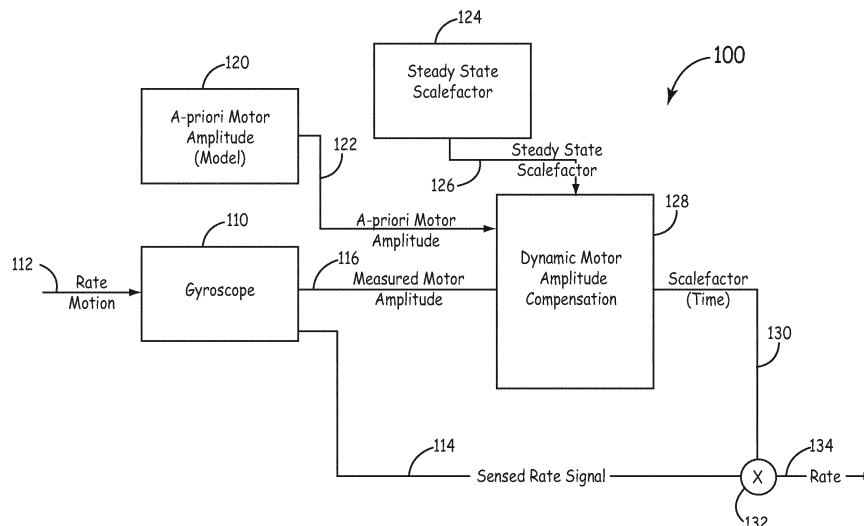 124
Steady State
Scalefactor
100
120
A-priori Motor
Amplitude
(Model)
122
Steady State
126
Scalefactor
128
A-priori Motor
Amplitude
110
112
Rate
Motion
Gyroscope
116
Measured Motor
Amplitude
Dynamic Motor
Amplitude
Compensation
Scalefactor
(Time)
130
114
Sensed Rate Signal
X
134
Rate
132